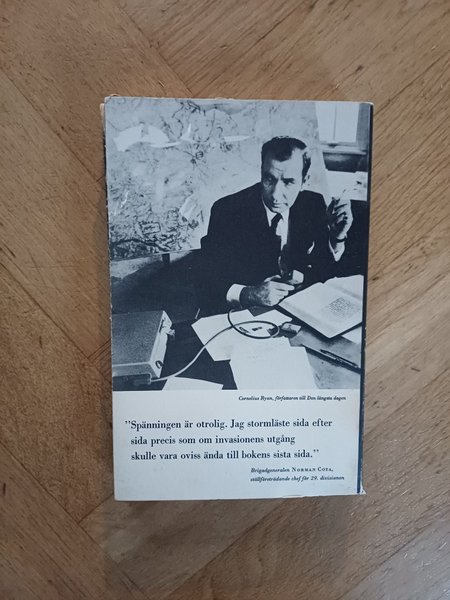 Cornelius Ryan, författaren till Den längsta dagen
"Spänningen är otrolig. Jag stormläste sida efter
sida precis som om invasionens utgång
skulle vara oviss ända till bokens sista sida."
Brigadgeneralen NORMAN COTA,
ställföreträdande chef för 29. divisionen